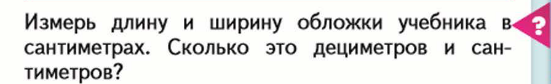 Измерь длину и ширину обложки учебника в
сантиметрах. Сколько это дециметров и сан-
тиметров?
?